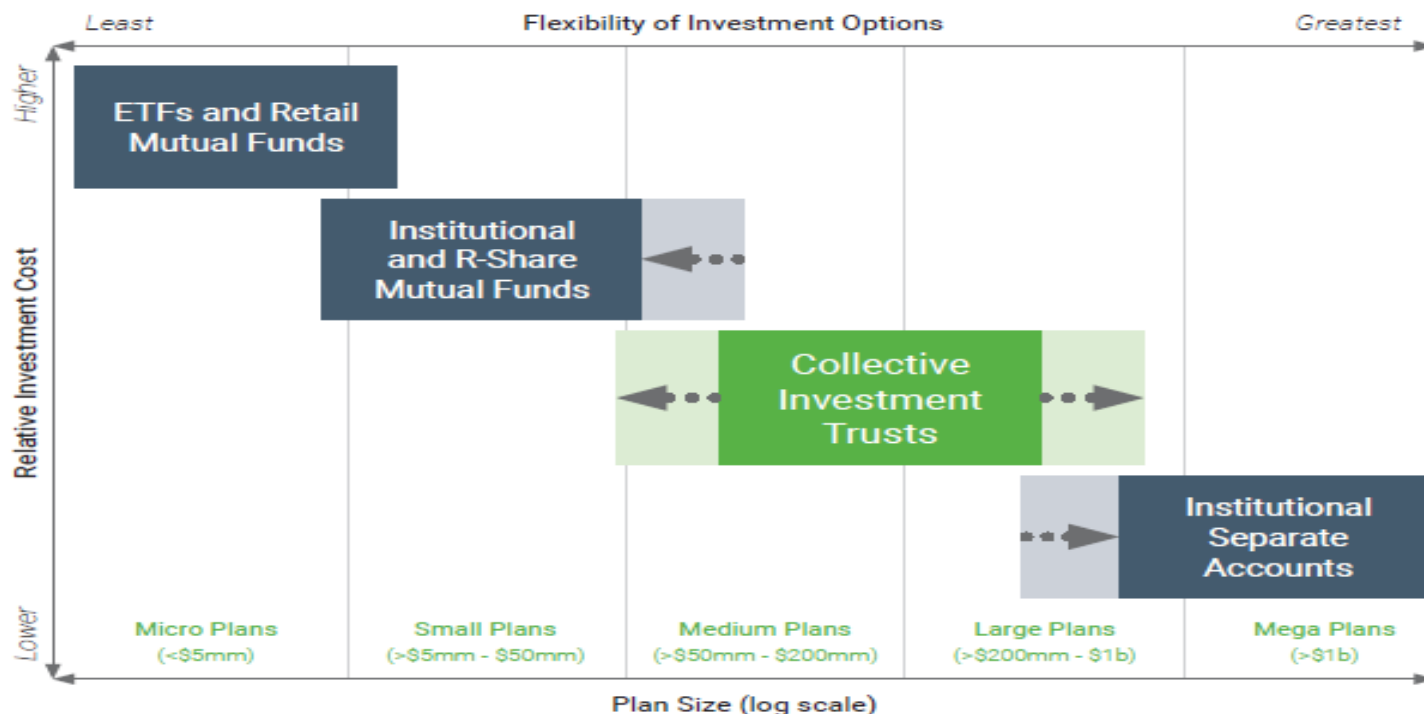 Least
Flexibility of Investment Options
Greatest
Higher
Relative Investment Cost
Lower
ETFs and Retail
Mutual Funds
Institutional
and R-Share
Mutual Funds
Collective
Investment
Trusts
Institutional
Separate
Accounts
Micro Plans
(<$5mm)
Small Plans
(>$5mm - $50mm)
Medium Plans
(>$50mm - $200mm)
Large Plans
(>$200mm - $1b)
Mega Plans
(>$1b)
Plan Size (log scale)